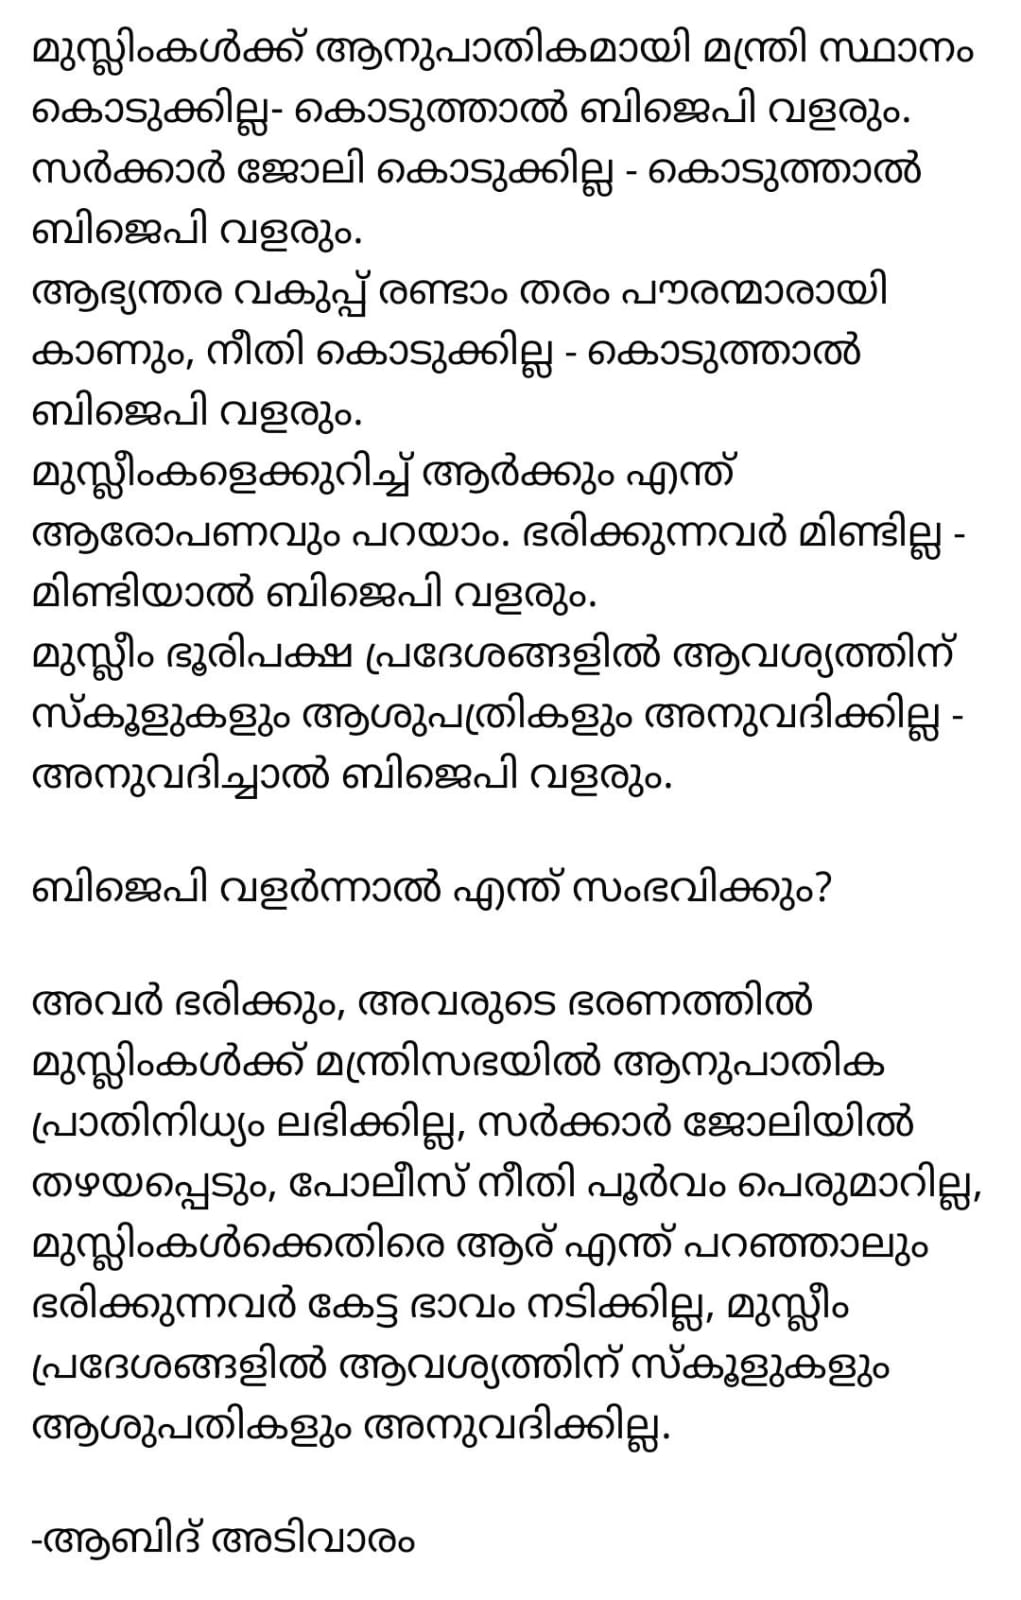 മുസ്ലിംകൾക്ക് ആനുപാതികമായി മന്ത്രി സ്ഥാനം
കൊടുക്കില്ല- കൊടുത്താൽ ബിജെപി വളരും.
സർക്കാർ ജോലി കൊടുക്കില്ല - കൊടുത്താൽ
ബിജെപി വളരും.
ആഭ്യന്തര വകുപ്പ് രണ്ടാം തരം പൗരന്മാരായി
കാണും, നീതി കൊടുക്കില്ല - കൊടുത്താൽ
ബിജെപി വളരും.
മുസ്ലീംകളെക്കുറിച്ച് ആർക്കും എന്ത്
ആരോപണവും പറയാം. ഭരിക്കുന്നവർ മിണ്ടില്ല -
മിണ്ടിയാൽ ബിജെപി വളരും.
മുസ്ലീം ഭൂരിപക്ഷ പ്രദേശങ്ങളിൽ ആവശ്യത്തിന്
സ്കൂളുകളും ആശുപത്രികളും അനുവദിക്കില്ല -
അനുവദിച്ചാൽ ബിജെപി വളരും.
ബിജെപി വളർന്നാൽ എന്ത് സംഭവിക്കും?
അവർ ഭരിക്കും, അവരുടെ ഭരണത്തിൽ
മുസ്ലിംകൾക്ക് മന്ത്രിസഭയിൽ ആനുപാതിക
പ്രാതിനിധ്യം ലഭിക്കില്ല, സർക്കാർ ജോലിയിൽ
തഴയപ്പെടും, പോലീസ് നീതി പൂർവം പെരുമാറില്ല,
മുസ്ലിംകൾക്കെതിരെ ആര് എന്ത് പറഞ്ഞാലും
ഭരിക്കുന്നവർ കേട്ട ഭാവം നടിക്കില്ല, മുസ്ലീം
പ്രദേശങ്ങളിൽ ആവശ്യത്തിന് സ്കൂളുകളും
ആശുപതികളും അനുവദിക്കില്ല.
-ആബിദ് അടിവാരം